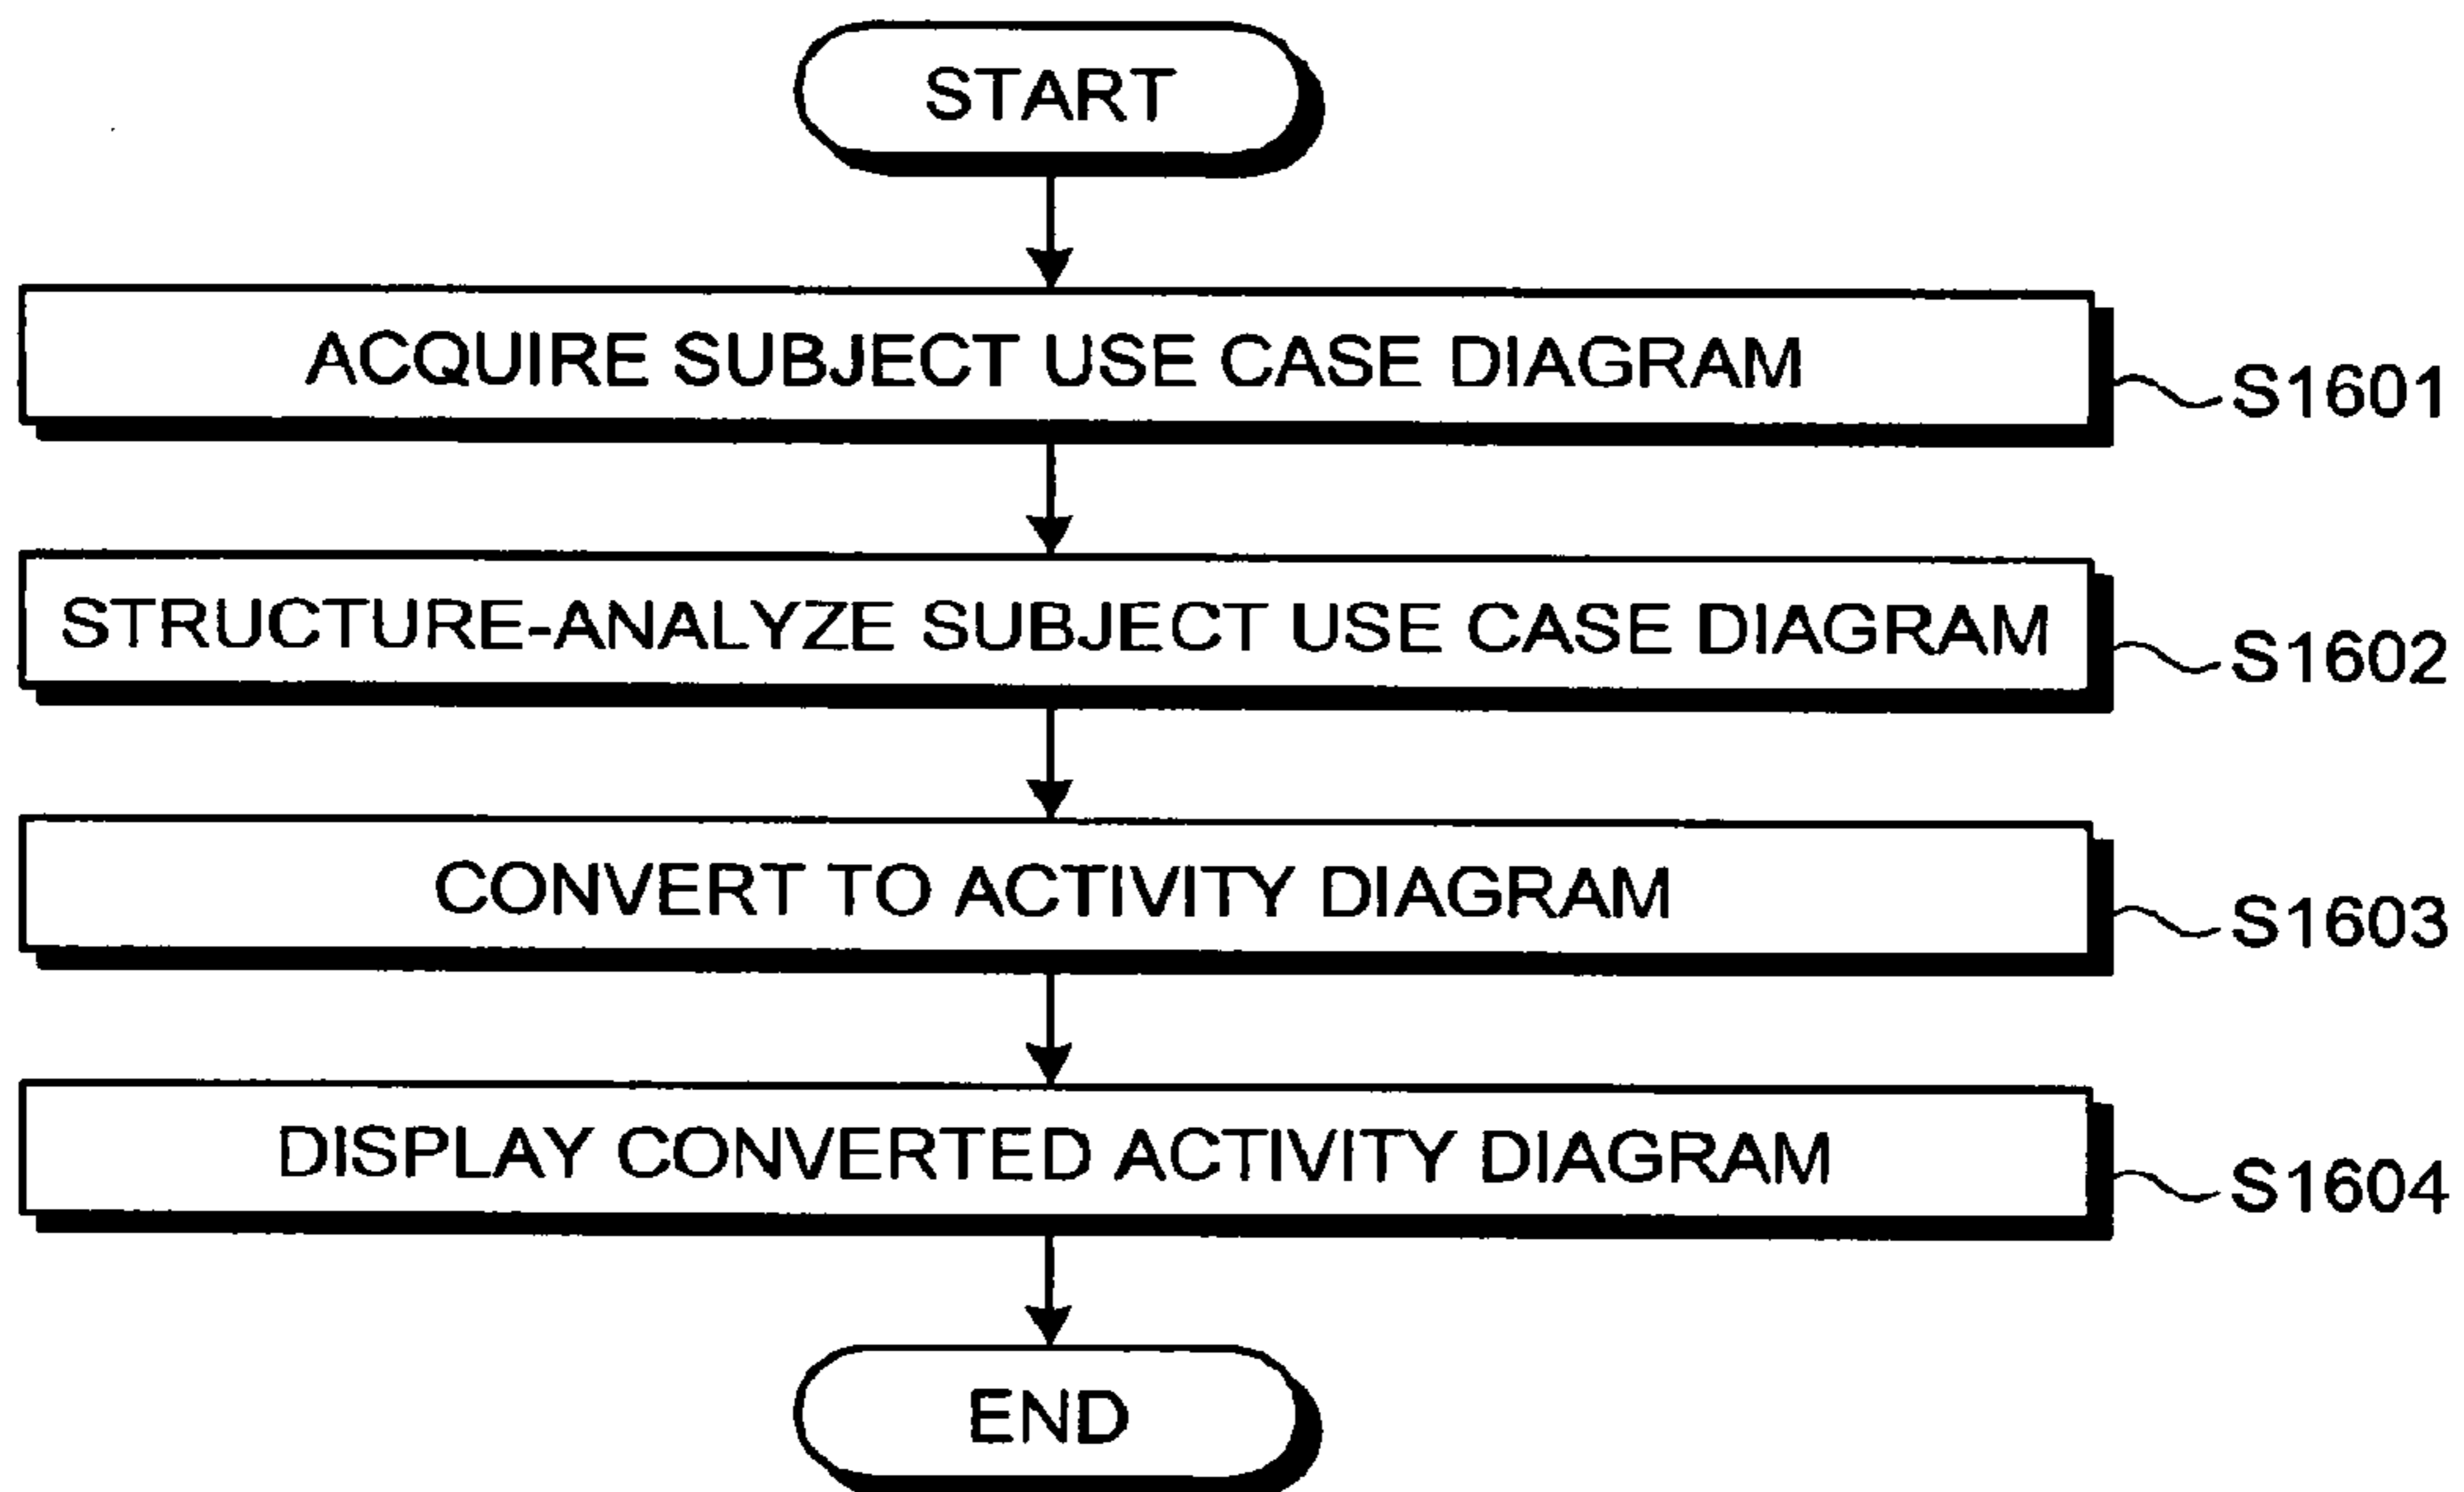 START
ACQUIRE SUBJECT USE CASE DIAGRAM
S1601
STRUCTURE-ANALYZE SUBJECT USE CASE DIAGRAM
S1602
CONVERT TO ACTIVITY DIAGRAM
S1603
DISPLAY CONVERTED ACTIVITY DIAGRAM
S1604
END